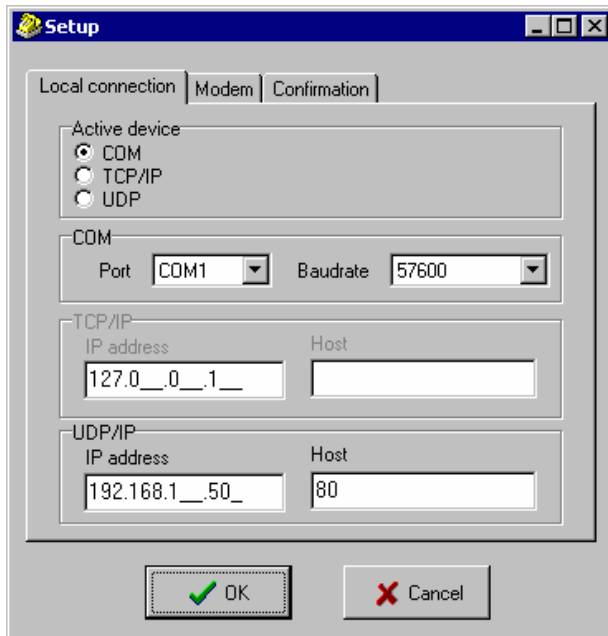 Setup
Local connection Modem Confirmation
Active device
COM
TCP/IP
UDP
COM
Port COM1 Baudrate 57600
TCP/IP
IP address Host
127.0__.0__.1__
UDP/IP
IP address Host
192.168.1__.50_ 80
OK Cancel